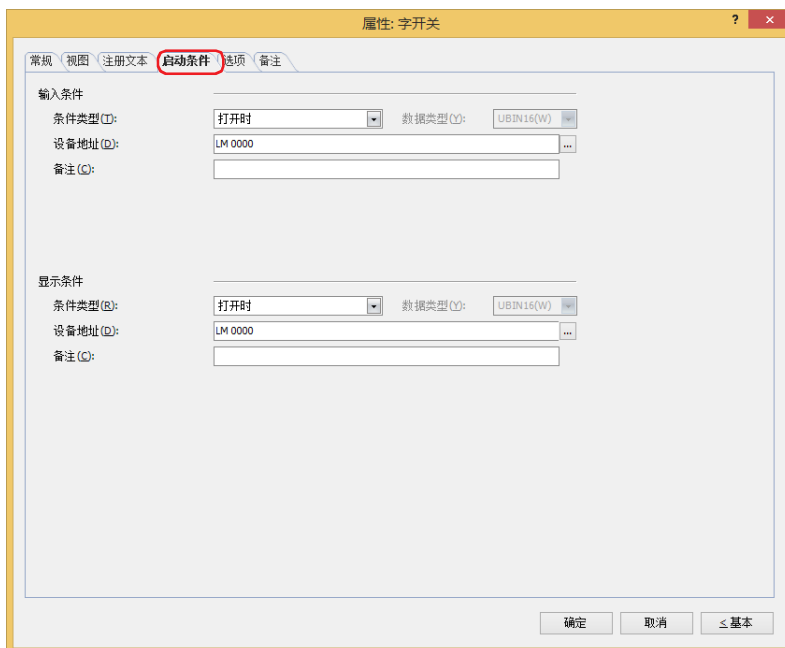 属性: 字开关
? ×
常规 视图 注册文本 启动条件 选项 备注
输入条件
条件类型(T): 打开时 数据类型(Y): UBIN16(W)
设备地址(D): LM 0000 ...
备注(C):
显示条件
条件类型(R): 打开时 数据类型(Y): UBIN16(W)
设备地址(D): LM 0000 ...
备注(C):
确定 取消 ≤基本